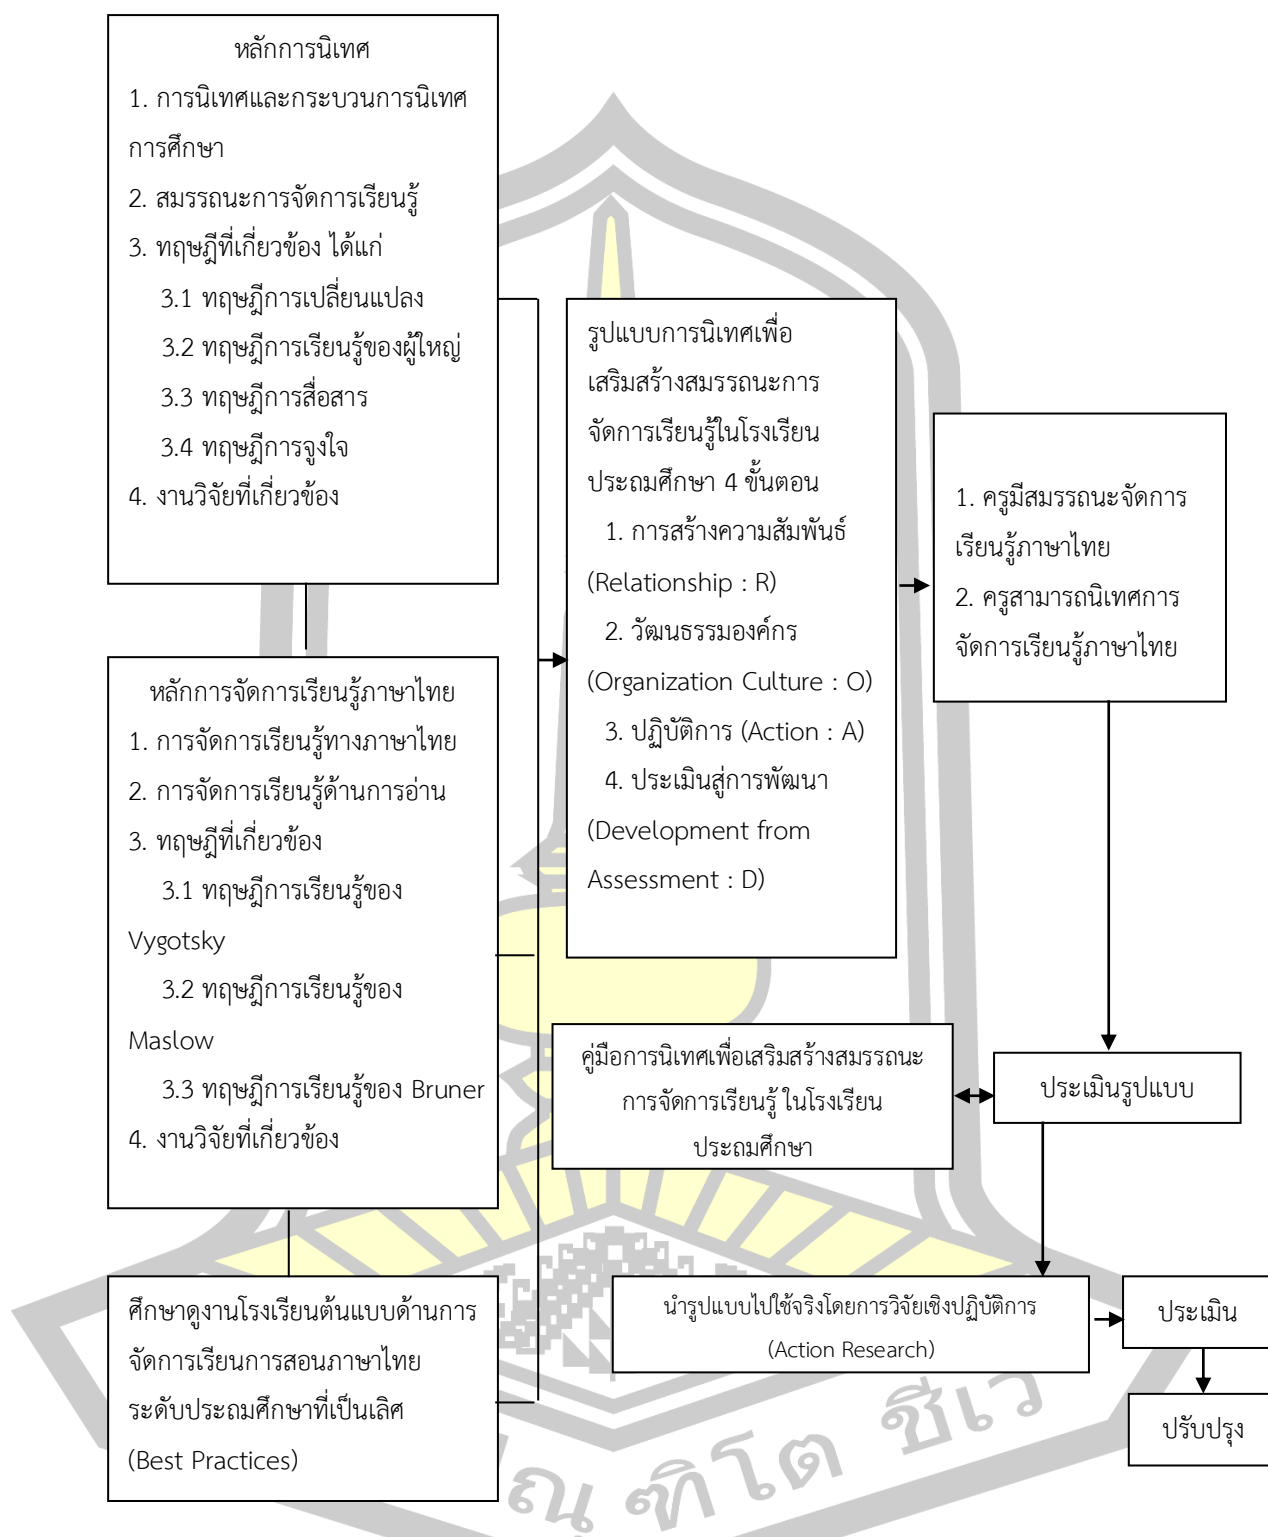 หลักการนิเทศ
1. การนิเทศและกระบวนการนิเทศ
การศึกษา
2. สมรรถนะการจัดการเรียนรู้
3. ทฤษฎีที่เกี่ยวข้อง ได้แก่
3.1 ทฤษฎีการเปลี่ยนแปลง
3.2 ทฤษฎีการเรียนรู้ของผู้ใหญ่
3.3 ทฤษฎีการสื่อสาร
3.4 ทฤษฎีการจูงใจ
4. งานวิจัยที่เกี่ยวข้อง
หลักการจัดการเรียนรู้ภาษาไทย
1. การจัดการเรียนรู้ทางภาษาไทย
2. การจัดการเรียนรู้ด้านการอ่าน
3. ทฤษฎีที่เกี่ยวข้อง
3.1 ทฤษฎีการเรียนรู้ของ
Vygotsky
3.2 ทฤษฎีการเรียนรู้ของ
Maslow
3.3 ทฤษฎีการเรียนรู้ของ Bruner
4. งานวิจัยที่เกี่ยวข้อง
ศึกษาดูงานโรงเรียนต้นแบบด้านการ
จัดการเรียนการสอนภาษาไทย
ระดับประถมศึกษาที่เป็นเลิศ
(Best Practices)
รูปแบบการนิเทศเพื่อ
เสริมสร้างสมรรถนะการ
จัดการเรียนรู้ในโรงเรียน
ประถมศึกษา 4 ขั้นตอน
1. การสร้างความสัมพันธ์
(Relationship : R)
2. วัฒนธรรมองค์กร
(Organization Culture : O)
3. ปฏิบัติการ (Action : A)
4. ประเมินสู่การพัฒนา
(Development from
Assessment : D)
1. ครูมีสมรรถนะจัดการ
เรียนรู้ภาษาไทย
2. ครูสามารถนิเทศการ
จัดการเรียนรู้ภาษาไทย
คู่มือการนิเทศเพื่อเสริมสร้างสมรรถนะ
การจัดการเรียนรู้ ในโรงเรียน
ประถมศึกษา
ประเมินรูปแบบ
นำรูปแบบไปใช้จริงโดยการวิจัยเชิงปฏิบัติการ
(Action Research)
ประเมิน
ปรับปรุง
ณฺฑิโต ชีเว